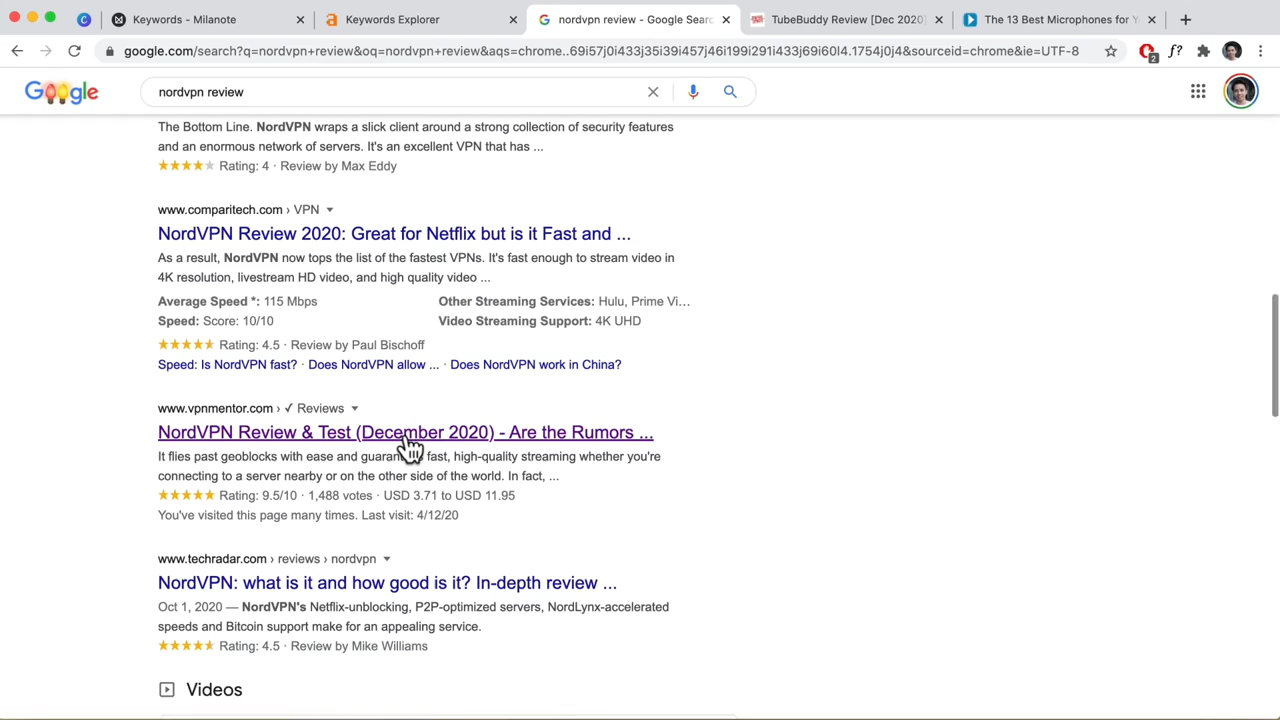 Keywords - Milanote
Keywords Explorer
nordvpn review - Google Searc
TubeBuddy Review [Dec 2020]
The 13 Best Microphones for Y
google.com/search?q=nordvpn+review&oq=nordvpn+review&aqs=chrome..69i57j0i433j35i39i457j46i199i291i433j69i60l4.1754j0j4&sourceid=chrome&ie=UTF-8
f?
2
Google
nordvpn review
The Bottom Line. NordVPN wraps a slick client around a strong collection of security features
and an enormous network of servers. It's an excellent VPN that has ...
Rating: 4 · Review by Max Eddy
www.comparitech.com › VPN
NordVPN Review 2020: Great for Netflix but is it Fast and ...
As a result, NordVPN now tops the list of the fastest VPNs. It's fast enough to stream video in
4K resolution, livestream HD video, and high quality video ...
Average Speed *: 115 Mbps Other Streaming Services: Hulu, Prime Vi...
Speed: Score: 10/10 Video Streaming Support: 4K UHD
Rating: 4.5 · Review by Paul Bischoff
Speed: Is NordVPN fast? · Does NordVPN allow ... · Does NordVPN work in China?
www.vpnmentor.com › ✓ Reviews
NordVPN Review & Test (December 2020) - Are the Rumors ...
It flies past geoblocks with ease and guaran fast, high-quality streaming whether you're
connecting to a server nearby or on the other side of the world. In fact, ...
Rating: 9.5/10 · 1,488 votes · USD 3.71 to USD 11.95
You've visited this page many times. Last visit: 4/12/20
www.techradar.com › reviews › nordvpn
NordVPN: what is it and how good is it? In-depth review ...
Oct 1, 2020 — NordVPN's Netflix-unblocking, P2P-optimized servers, NordLynx-accelerated
speeds and Bitcoin support make for an appealing service.
Rating: 4.5 · Review by Mike Williams
Videos